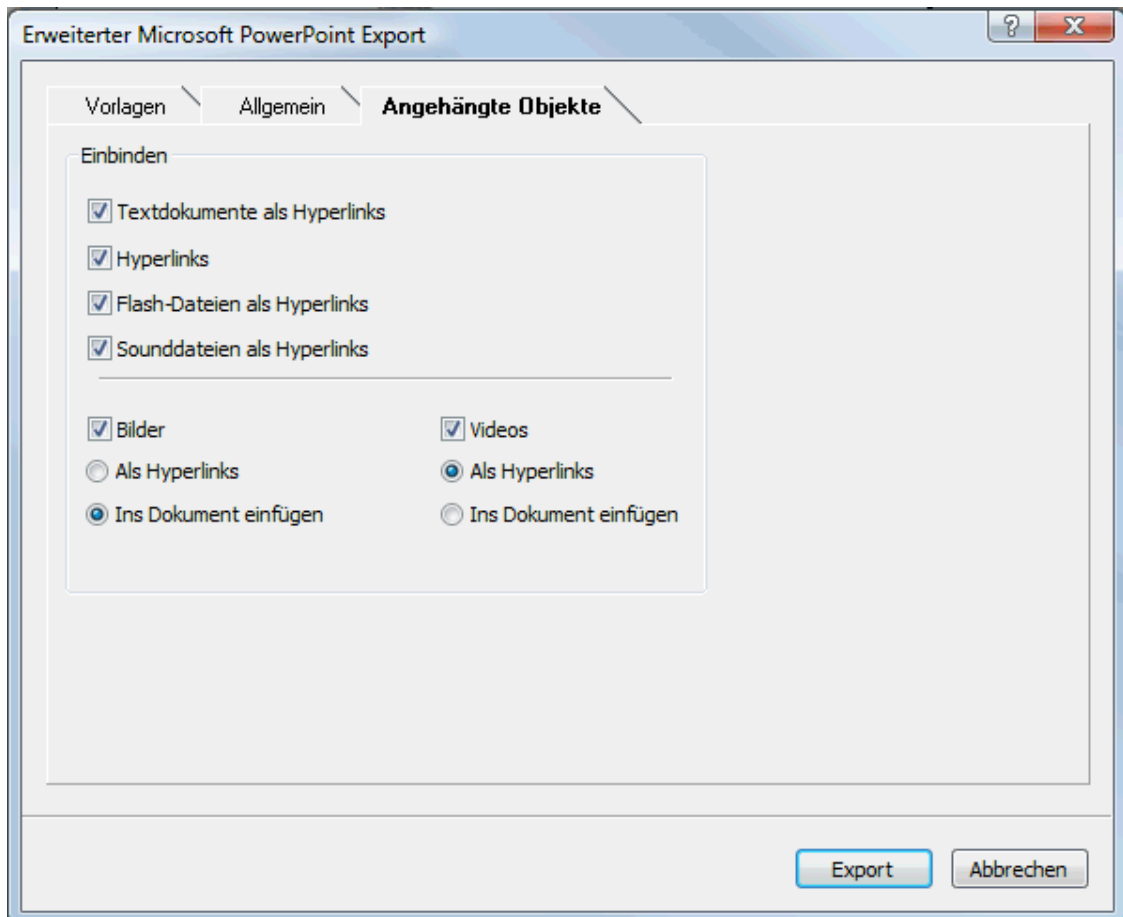 Erweiterter Microsoft PowerPoint Export
Vorlagen Allgemein Angehängte Objekte
Einbinden
Textdokumente als Hyperlinks
Hyperlinks
Flash-Dateien als Hyperlinks
Sounddateien als Hyperlinks
Bilder Videos
Als Hyperlinks Als Hyperlinks
Ins Dokument einfügen Ins Dokument einfügen
Export Abbrechen